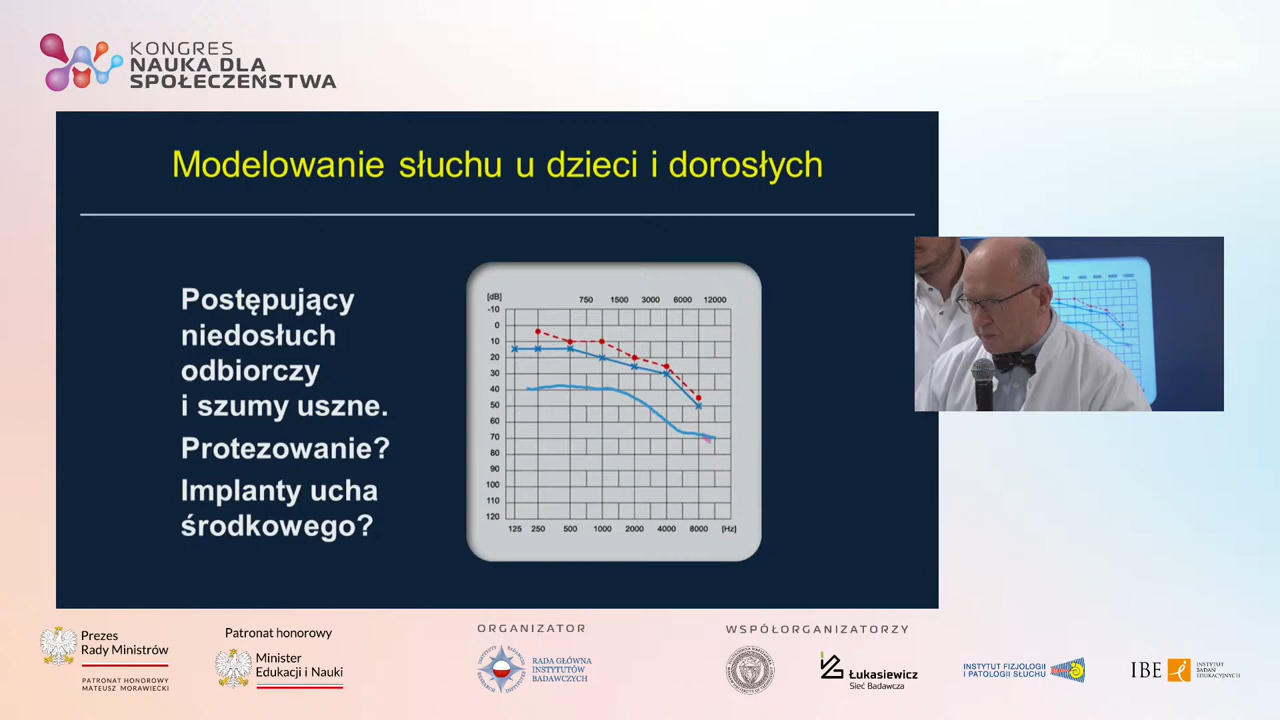 KONGRES
NAUKA DLA
SPOŁECZEŃSTWA
Modelowanie słuchu u dzieci i dorosłych
Postępujący
niedosłuch
odbiorczy
i szumy uszne.
Protezowanie?
Implanty ucha
środkowego?
[dB] 750 1500 3000 6000 12000
-10
0
10
20
30
40
50
60
70
80
90
100
110
120
125 250 500 1000 2000 4000 8000 [Hz]
Prezes
Rady Ministrów
PATRONAT HONOROWY
MATEUSZ MORAWIECKI
Patronat honorowy
Minister
Edukacji i Nauki
ORGANIZATOR
RADA GŁÓWNA
INSTYTUTÓW
BADAWCZYCH
WSPÓŁORGANIZATORZY
Łukasiewicz
Sieć Badawcza
INSTYTUT FIZJOLOGII
I PATOLOGII SŁUCHU
IBE
INSTYTUT
BADAŃ
EDUKACYJNYCH